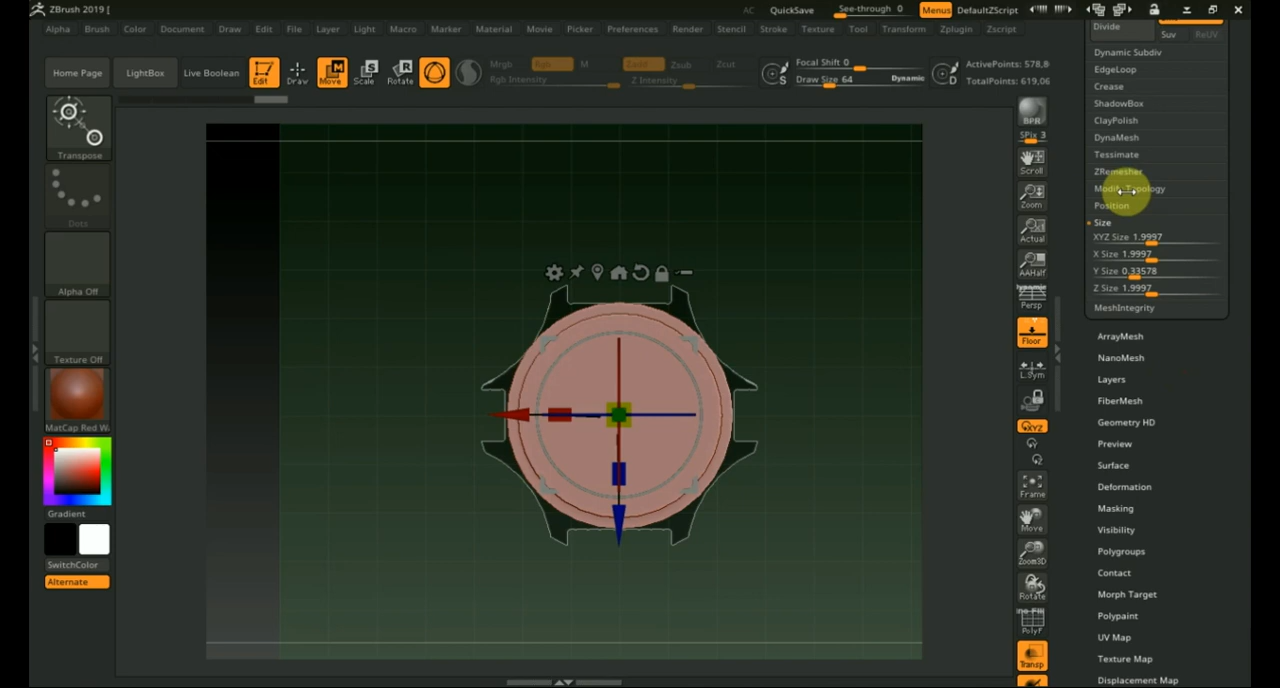 ZBrush 2019 [
AC QuickSave See-through 0 Menus DefaultZScript
Alpha Brush Color Document Draw Edit File Layer Light Macro Marker Material Movie Picker Preferences Render Stencil Stroke Texture Tool Transform Zplugin Zscript
Home Page LightBox Live Boolean Edit Draw Move Scale Rotate
Mrgb Rgb M Zadd Zsub Zcut
Rgb Intensity Z Intensity
Focal Shift 0
Draw Size 64 Dynamic
S
D
ActivePoints: 578,8
TotalPoints: 619,06
Transpose
Dots
Alpha Off
Texture Off
MatCap Red W
Gradient
SwitchColor
Alternate
BPR
SPix 3
Scroll
Zoom
Actual
AAHalf
Dynamic
Persp
Floor
L.Sym
XYZ
Frame
Move
Zoom3D
Rotate
PolyF
Transp
Divide
Suv ReUV
Dynamic Subdiv
EdgeLoop
Crease
ShadowBox
ClayPolish
DynaMesh
Tessimate
ZRemesher
Modify Topology
Position
Size
XYZ Size 1.9997
X Size 1.9997
Y Size 0.33578
Z Size 1.9997
MeshIntegrity
ArrayMesh
NanoMesh
Layers
FiberMesh
Geometry HD
Preview
Surface
Deformation
Masking
Visibility
Polygroups
Contact
Morph Target
Polypaint
UV Map
Texture Map
Displacement Map